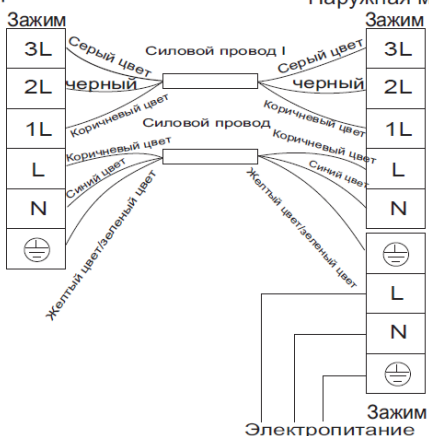 Наружная м
Зажим
Зажим
3L
Серый цвет
Силовой провод I
Серый цвет
3L
2L
черный
черный
2L
1L
Коричневый цвет
Коричневый цвет
1L
Силовой провод
L
Коричневый цвет
Коричневый цвет
L
N
Синий цвет
Синий цвет
N
Желтый цвет/зеленый цвет
Желтый цвет/зеленый цвет
L
N
Зажим
Электропитание